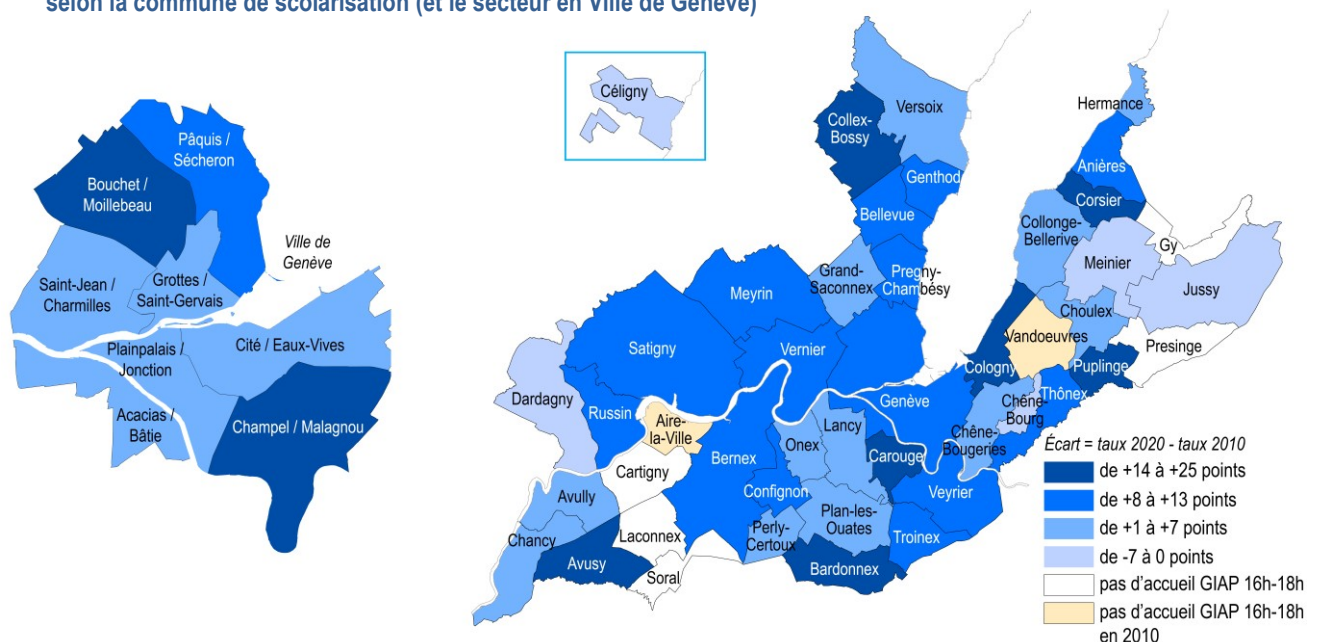 selon la commune de scolarisation (et le secteur en Ville de Genève)
Céligny
Hermance
Versoix
Collex-
Bossy
Pâquis /
Sécheron
Anières
Genthod
Bouchet /
Moillebeau
Corsier
Bellevue
Collonge-
Bellerive
Ville de
Genève
Gy
Meinier
Grand-
Saconnex
Pregny-
Chambésy
Saint-Jean /
Charmilles
Grottes /
Saint-Gervais
Meyrin
Jussy
Choulex
Vandoeuvres
Plainpalais /
Jonction
Cité / Eaux-Vives
Satigny
Vernier
Presinge
Cologny
Puplinge
Dardagny
Russin
Genève
Chêne-
Bourg
Thônex
Acacias /
Bâtie
Champel / Malagnou
Aire-
la-Ville
Lancy
Chêne-
Bougeries
Onex
Carouge
Bernex
Cartigny
Écart = taux 2020 - taux 2010
de +14 à +25 points
de +8 à +13 points
de +1 à +7 points
de -7 à 0 points
pas d'accueil GIAP 16h-18h
pas d'accueil GIAP 16h-18h
en 2010
Avully
Confignon
Veyrier
Plan-les-
Ouates
Chancy
Laconnex
Perly-
Certoux
Troinex
Avusy
Soral
Bardonnex